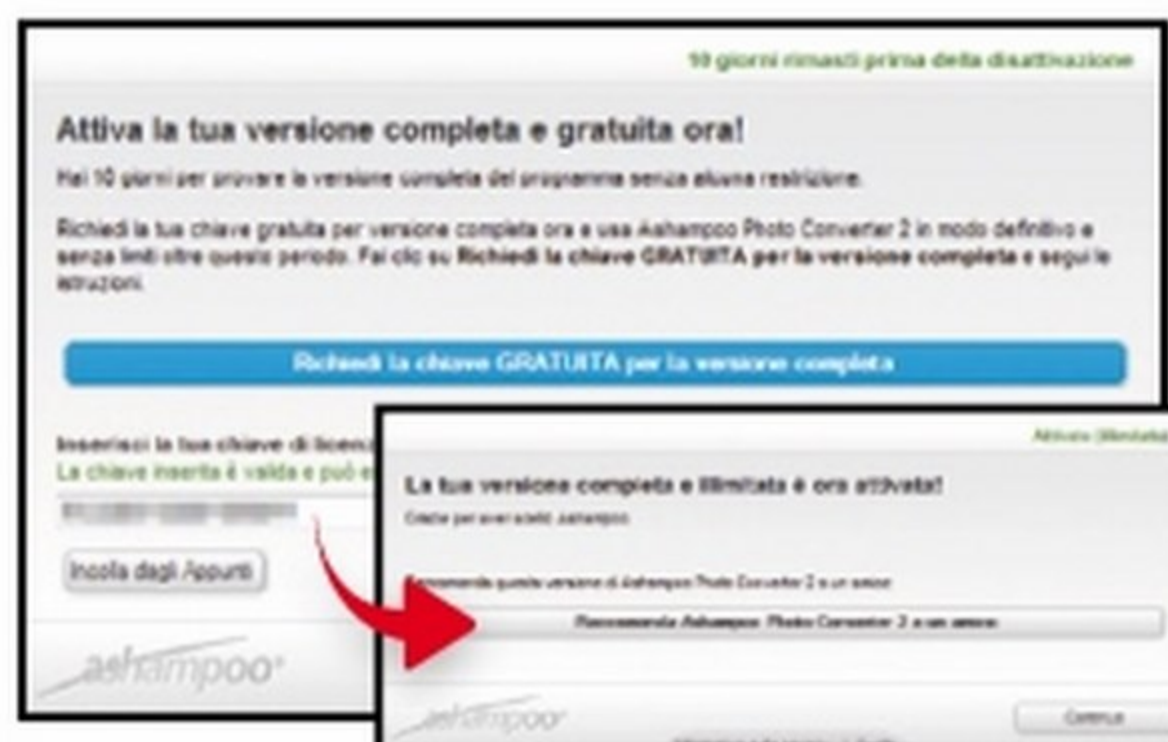 10 giorni rimasti prima della disattivazione
Attiva la tua versione completa e gratuita ora!
Hai 10 giorni per provare la versione completa del programma senza alcuna restrizione.
Richiedi la tua chiave gratuita per versione completa ora e usa Ashampoo Photo Converter 2 in modo definitivo e
senza limiti oltre questo periodo. Fai clic su Richiedi la chiave GRATUITA per la versione completa e segui le
istruzioni.
Richiedi la chiave GRATUITA per la versione completa
Inserisci la tua chiave di licenz
La chiave inserita è valida e può e
Incolla dagli Appunti
ashampoo
La tua versione completa e illimitata è ora attivata!
Grazie per aver scelto Ashampoo
Raccomanda questa versione di Ashampoo Photo Converter 2 a un amico
Raccomanda Ashampoo Photo Converter 2 a un amico
ashampoo
Continua